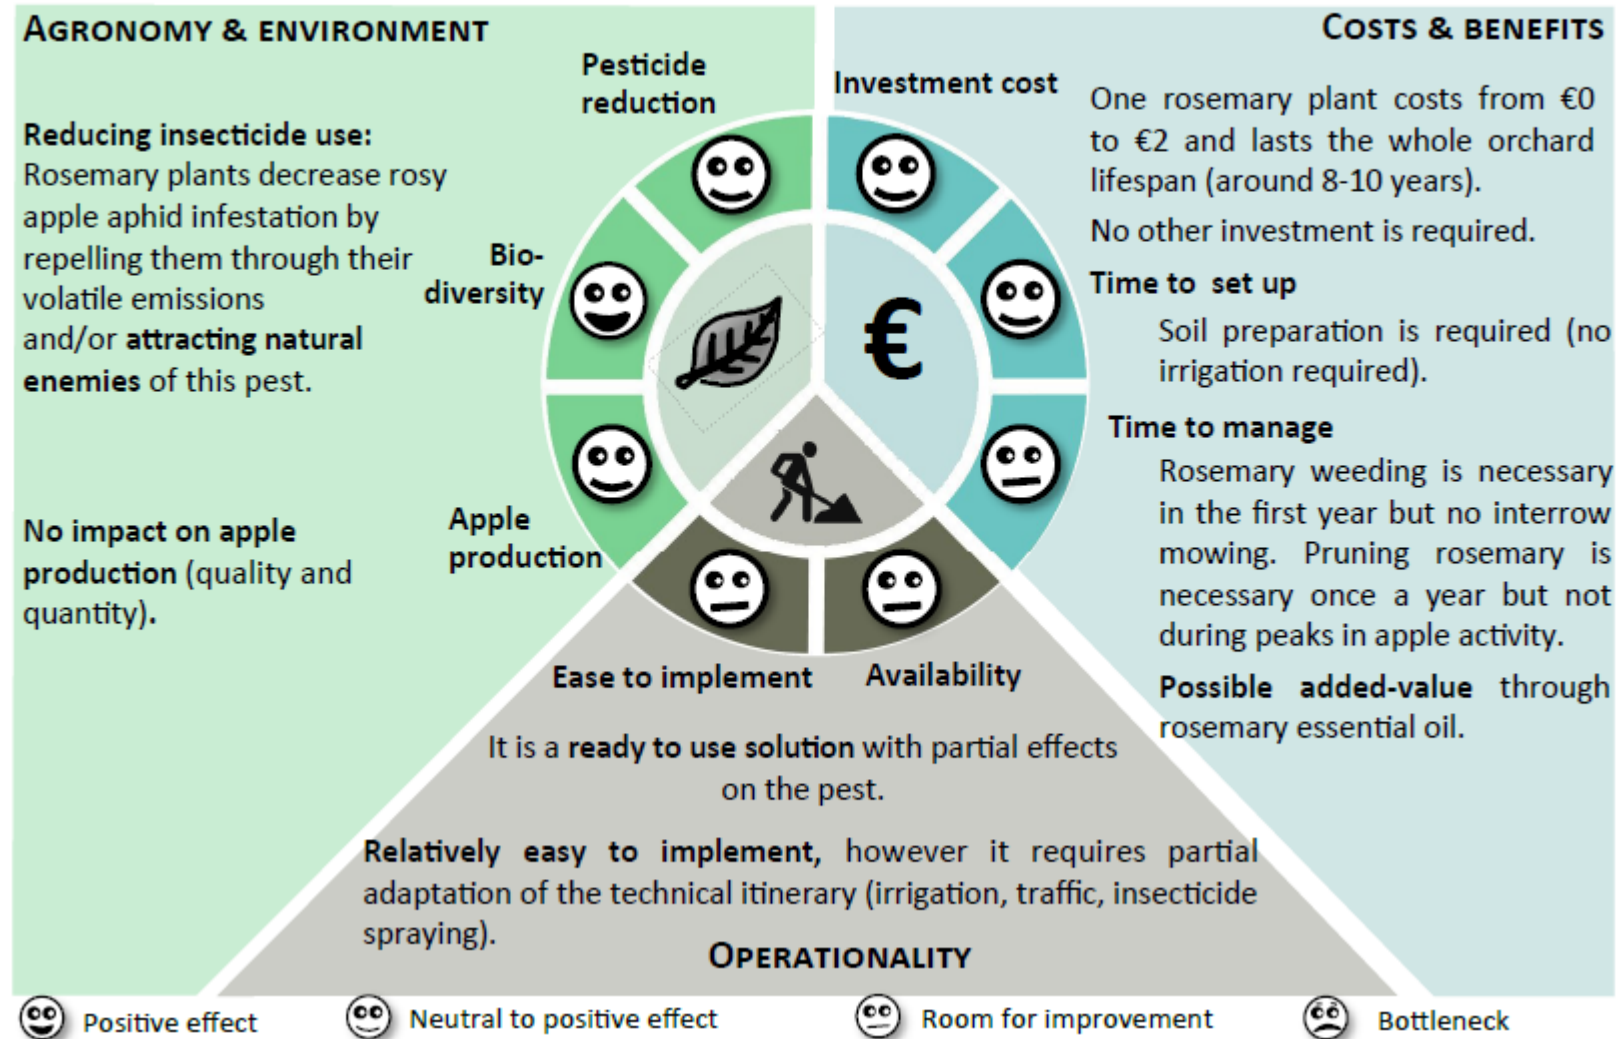 AGRONOMY & ENVIRONMENT
Pesticide
reduction
Reducing insecticide use:
Rosemary plants decrease rosy
apple aphid infestation by
repelling them through their
volatile emissions
and/or attracting natural
enemies of this pest.
Bio-
diversity
No impact on apple
production (quality and
quantity).
Apple
production
COSTS & BENEFITS
Investment cost
One rosemary plant costs from €0
to €2 and lasts the whole orchard
lifespan (around 8-10 years).
No other investment is required.
Time to set up
Soil preparation is required (no
irrigation required).
Time to manage
Rosemary weeding is necessary
in the first year but no interrow
mowing. Pruning rosemary is
necessary once a year but not
during peaks in apple activity.
Possible added-value through
rosemary essential oil.
€
Ease to implement
Availability
It is a ready to use solution with partial effects
on the pest.
Relatively easy to implement, however it requires partial
adaptation of the technical itinerary (irrigation, traffic, insecticide
spraying).
OPERATIONALITY
Positive effect
Neutral to positive effect
Room for improvement
Bottleneck